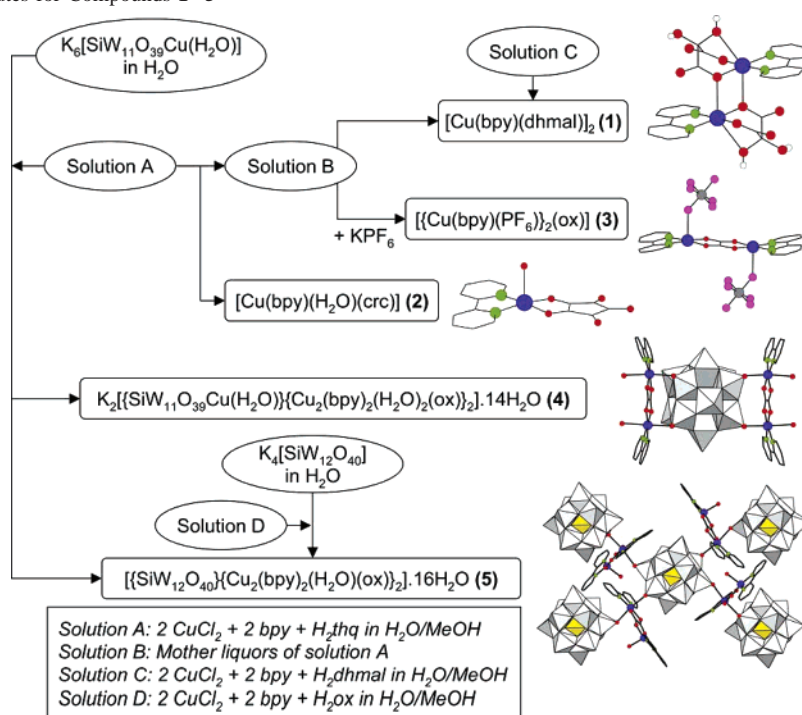 K6[SiW11O39Cu(H2O)]
in H2O
Solution C
[Cu(bpy)(dhmal)]2 (1)
Solution A
Solution B
+ KPF6
[{Cu(bpy)(PF6)}2(ox)] (3)
[Cu(bpy)(H2O)(crc)] (2)
K2[{SiW11O39Cu(H2O)}{Cu2(bpy)2(H2O)2(ox)}2].14H2O (4)
K4[SiW12O40]
in H2O
Solution D
[{SiW12O40}{Cu2(bpy)2(H2O)(ox)}2].16H2O (5)
Solution A: 2 CuCl2 + 2 bpy + H2thq in H2O/MeOH
Solution B: Mother liquors of solution A
Solution C: 2 CuCl2 + 2 bpy + H2dhmal in H2O/MeOH
Solution D: 2 CuCl2 + 2 bpy + H2ox in H2O/MeOH